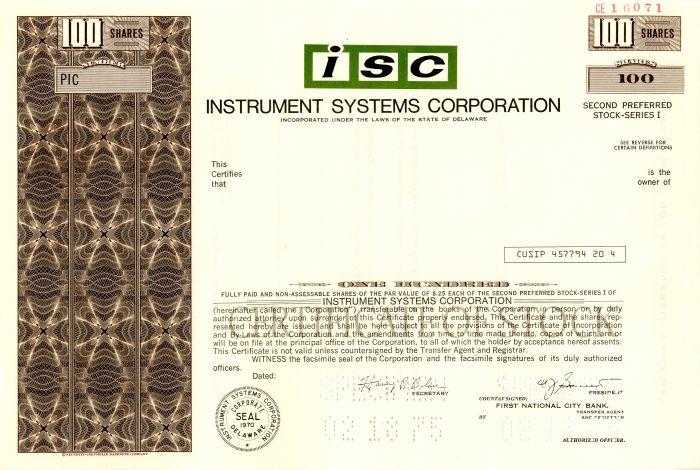 CE 16071
100 SHARES
100 SHARES
PIC
isc
100
INSTRUMENT SYSTEMS CORPORATION
INCORPORATED UNDER THE LAWS OF THE STATE OF DELAWARE
SECOND PREFERRED
STOCK-SERIES I
SEE REVERSE FOR
CERTAIN DEFINITIONS
This
Certifies
that
is the
owner of
CUSIP 457794 20 4
ONE HUNDRED
FULLY PAID AND NON-ASSESSABLE SHARES OF THE PAR VALUE OF $.25 EACH OF THE SECOND PREFERRED STOCK-SERIES I OF
INSTRUMENT SYSTEMS CORPORATION
CERTIFICATE OF STOCK
(hereinafter called the "Corporation") transferable on the books of the Corporation in person or by duly
authorized attorney upon surrender of this Certificate properly endorsed. This Certificate and the shares rep-
resented hereby are and shall be held subject to the terms of the Certificate of Incorporation
and By-Laws of the Corporation and the amendments from time to time made thereto, copies of which are or
will be on file at the principal office of the Corporation, to all of which the holder by acceptance hereof assents.
This Certificate is not valid unless countersigned by the Transfer Agent and Registrar.
WITNESS the facsimile seal of the Corporation and the facsimile signatures of its duly authorized
officers.
Dated:
SECRETARY
PRESIDENT
COUNTERSIGNED:
FIRST NATIONAL CITY BANK,
TRANSFER AGENT
AND REGISTRAR
BY
AUTHORIZED OFFICER.
INSTRUMENT SYSTEMS CORPORATION
CORPORATE
SEAL
1970
DELAWARE